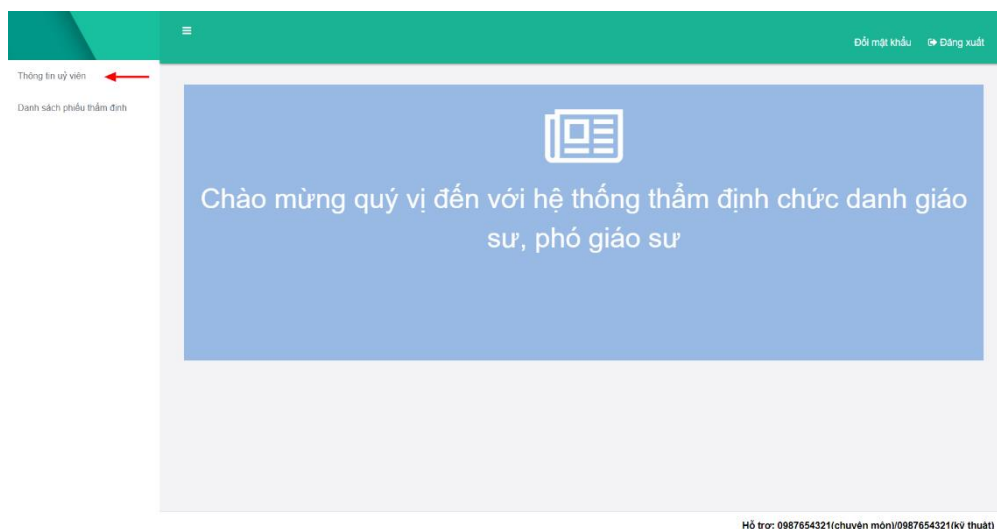 Đổi mật khẩu Đăng xuất
Thông tin uỷ viên
Danh sách phiếu thẩm định
Chào mừng quý vị đến với hệ thống thẩm định chức danh giáo
sư, phó giáo sư
Hỗ trợ: 0987654321(chuyên môn)/0987654321(kỹ thuật)